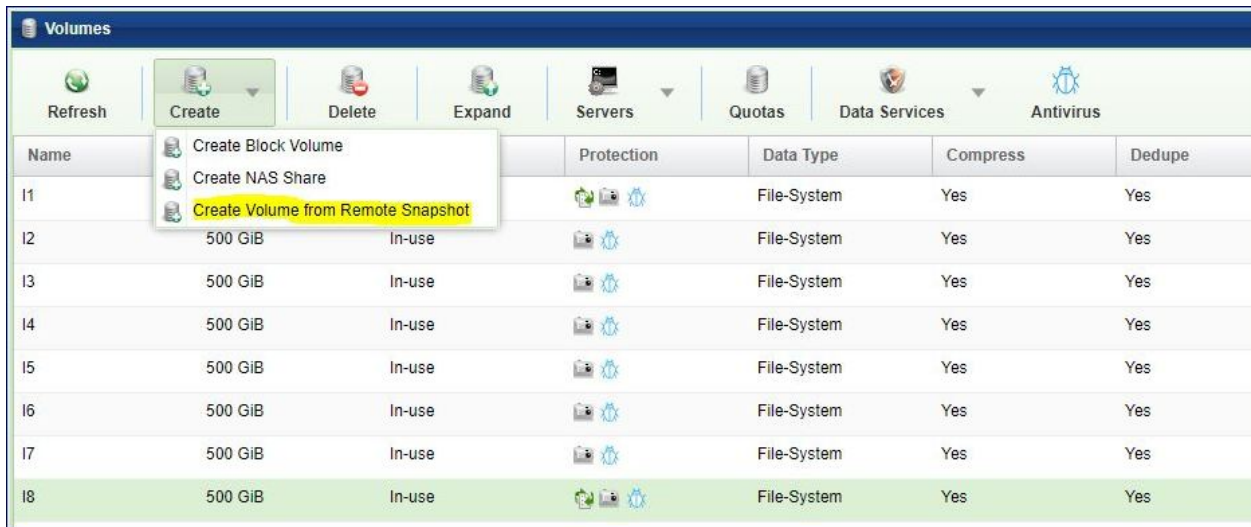 Volumes
Refresh Create Delete Expand Servers Quotas Data Services Antivirus
Create Block Volume
Create NAS Share
Create Volume from Remote Snapshot
Name Protection Data Type Compress Dedupe
I1 File-System Yes Yes
I2 500 GiB In-use File-System Yes Yes
I3 500 GiB In-use File-System Yes Yes
I4 500 GiB In-use File-System Yes Yes
I5 500 GiB In-use File-System Yes Yes
I6 500 GiB In-use File-System Yes Yes
I7 500 GiB In-use File-System Yes Yes
I8 500 GiB In-use File-System Yes Yes